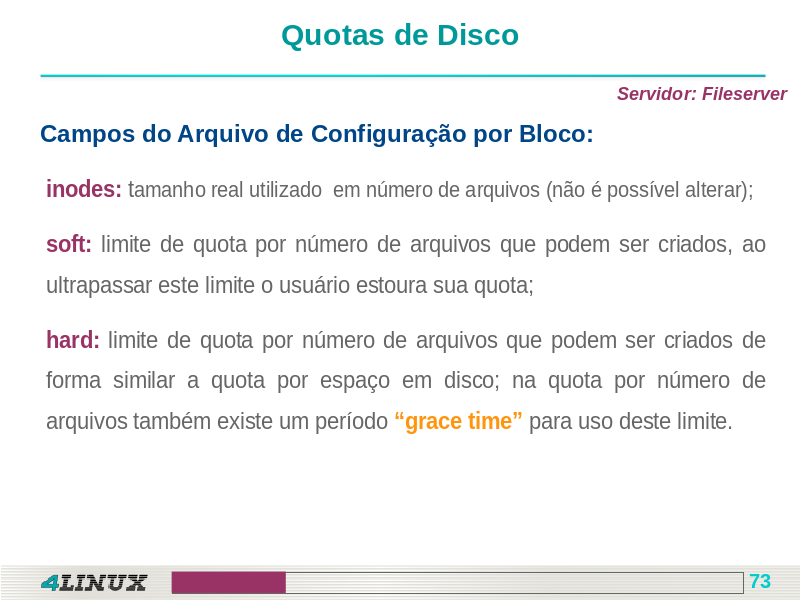 Quotas de Disco
Servidor: Fileserver
Campos do Arquivo de Configuração por Bloco:
inodes: tamanho real utilizado  em número de arquivos (não é possível alterar);
soft: limite de quota por número de arquivos que podem ser criados, ao
ultrapassar este limite o usuário estoura sua quota;
hard: limite de quota por número de arquivos que podem ser criados de
forma similar a quota por espaço em disco; na quota por número de
arquivos também existe um período “grace time” para uso deste limite.
4LINUX
73